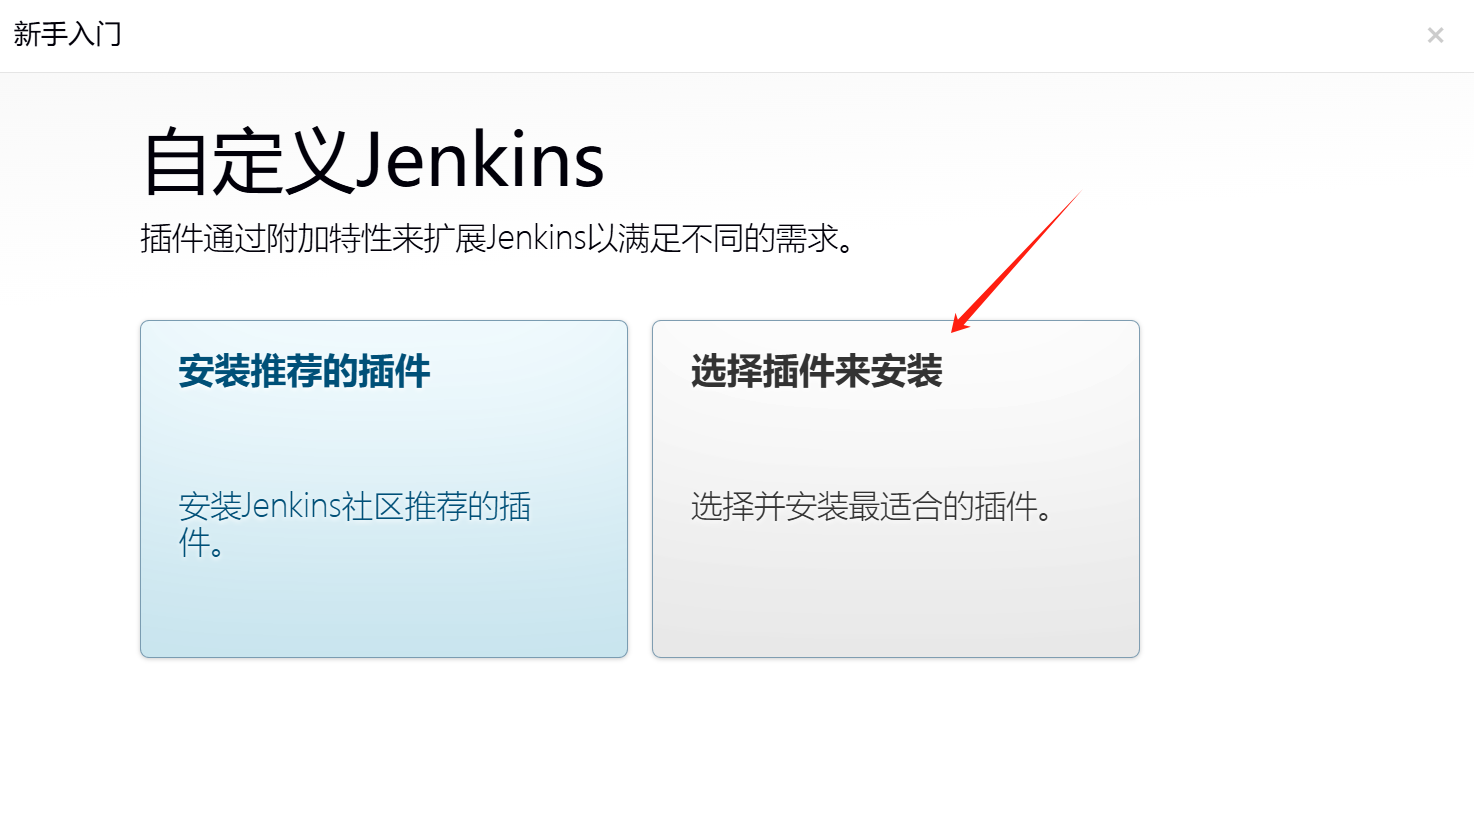 新手入门
×
自定义Jenkins
插件通过附加特性来扩展Jenkins以满足不同的需求。
安装推荐的插件
安装Jenkins社区推荐的插
件。
选择插件来安装
选择并安装最适合的插件。